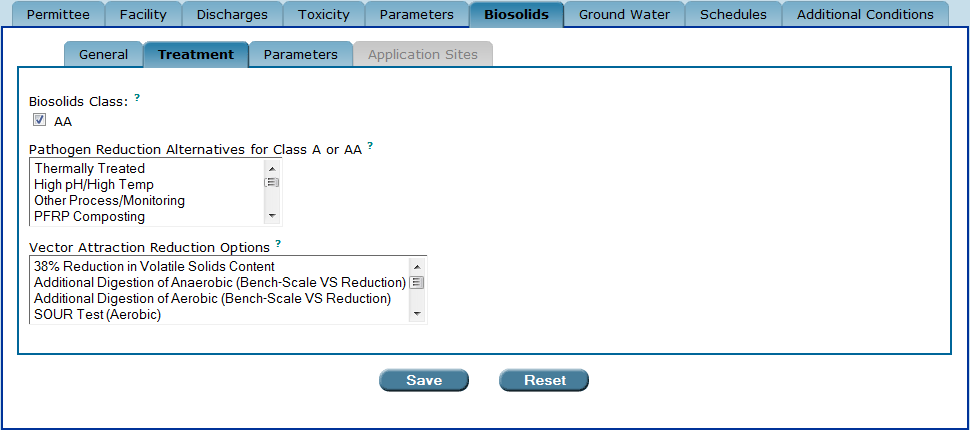 Permittee Facility Discharges Toxicity Parameters Biosolids Ground Water Schedules Additional Conditions
General Treatment Parameters Application Sites
Biosolids Class: ?
AA
Pathogen Reduction Alternatives for Class A or AA ?
Thermally Treated
High pH/High Temp
Other Process/Monitoring
PFRP Composting
Vector Attraction Reduction Options ?
38% Reduction in Volatile Solids Content
Additional Digestion of Anaerobic (Bench-Scale VS Reduction)
Additional Digestion of Aerobic (Bench-Scale VS Reduction)
SOUR Test (Aerobic)
Save Reset